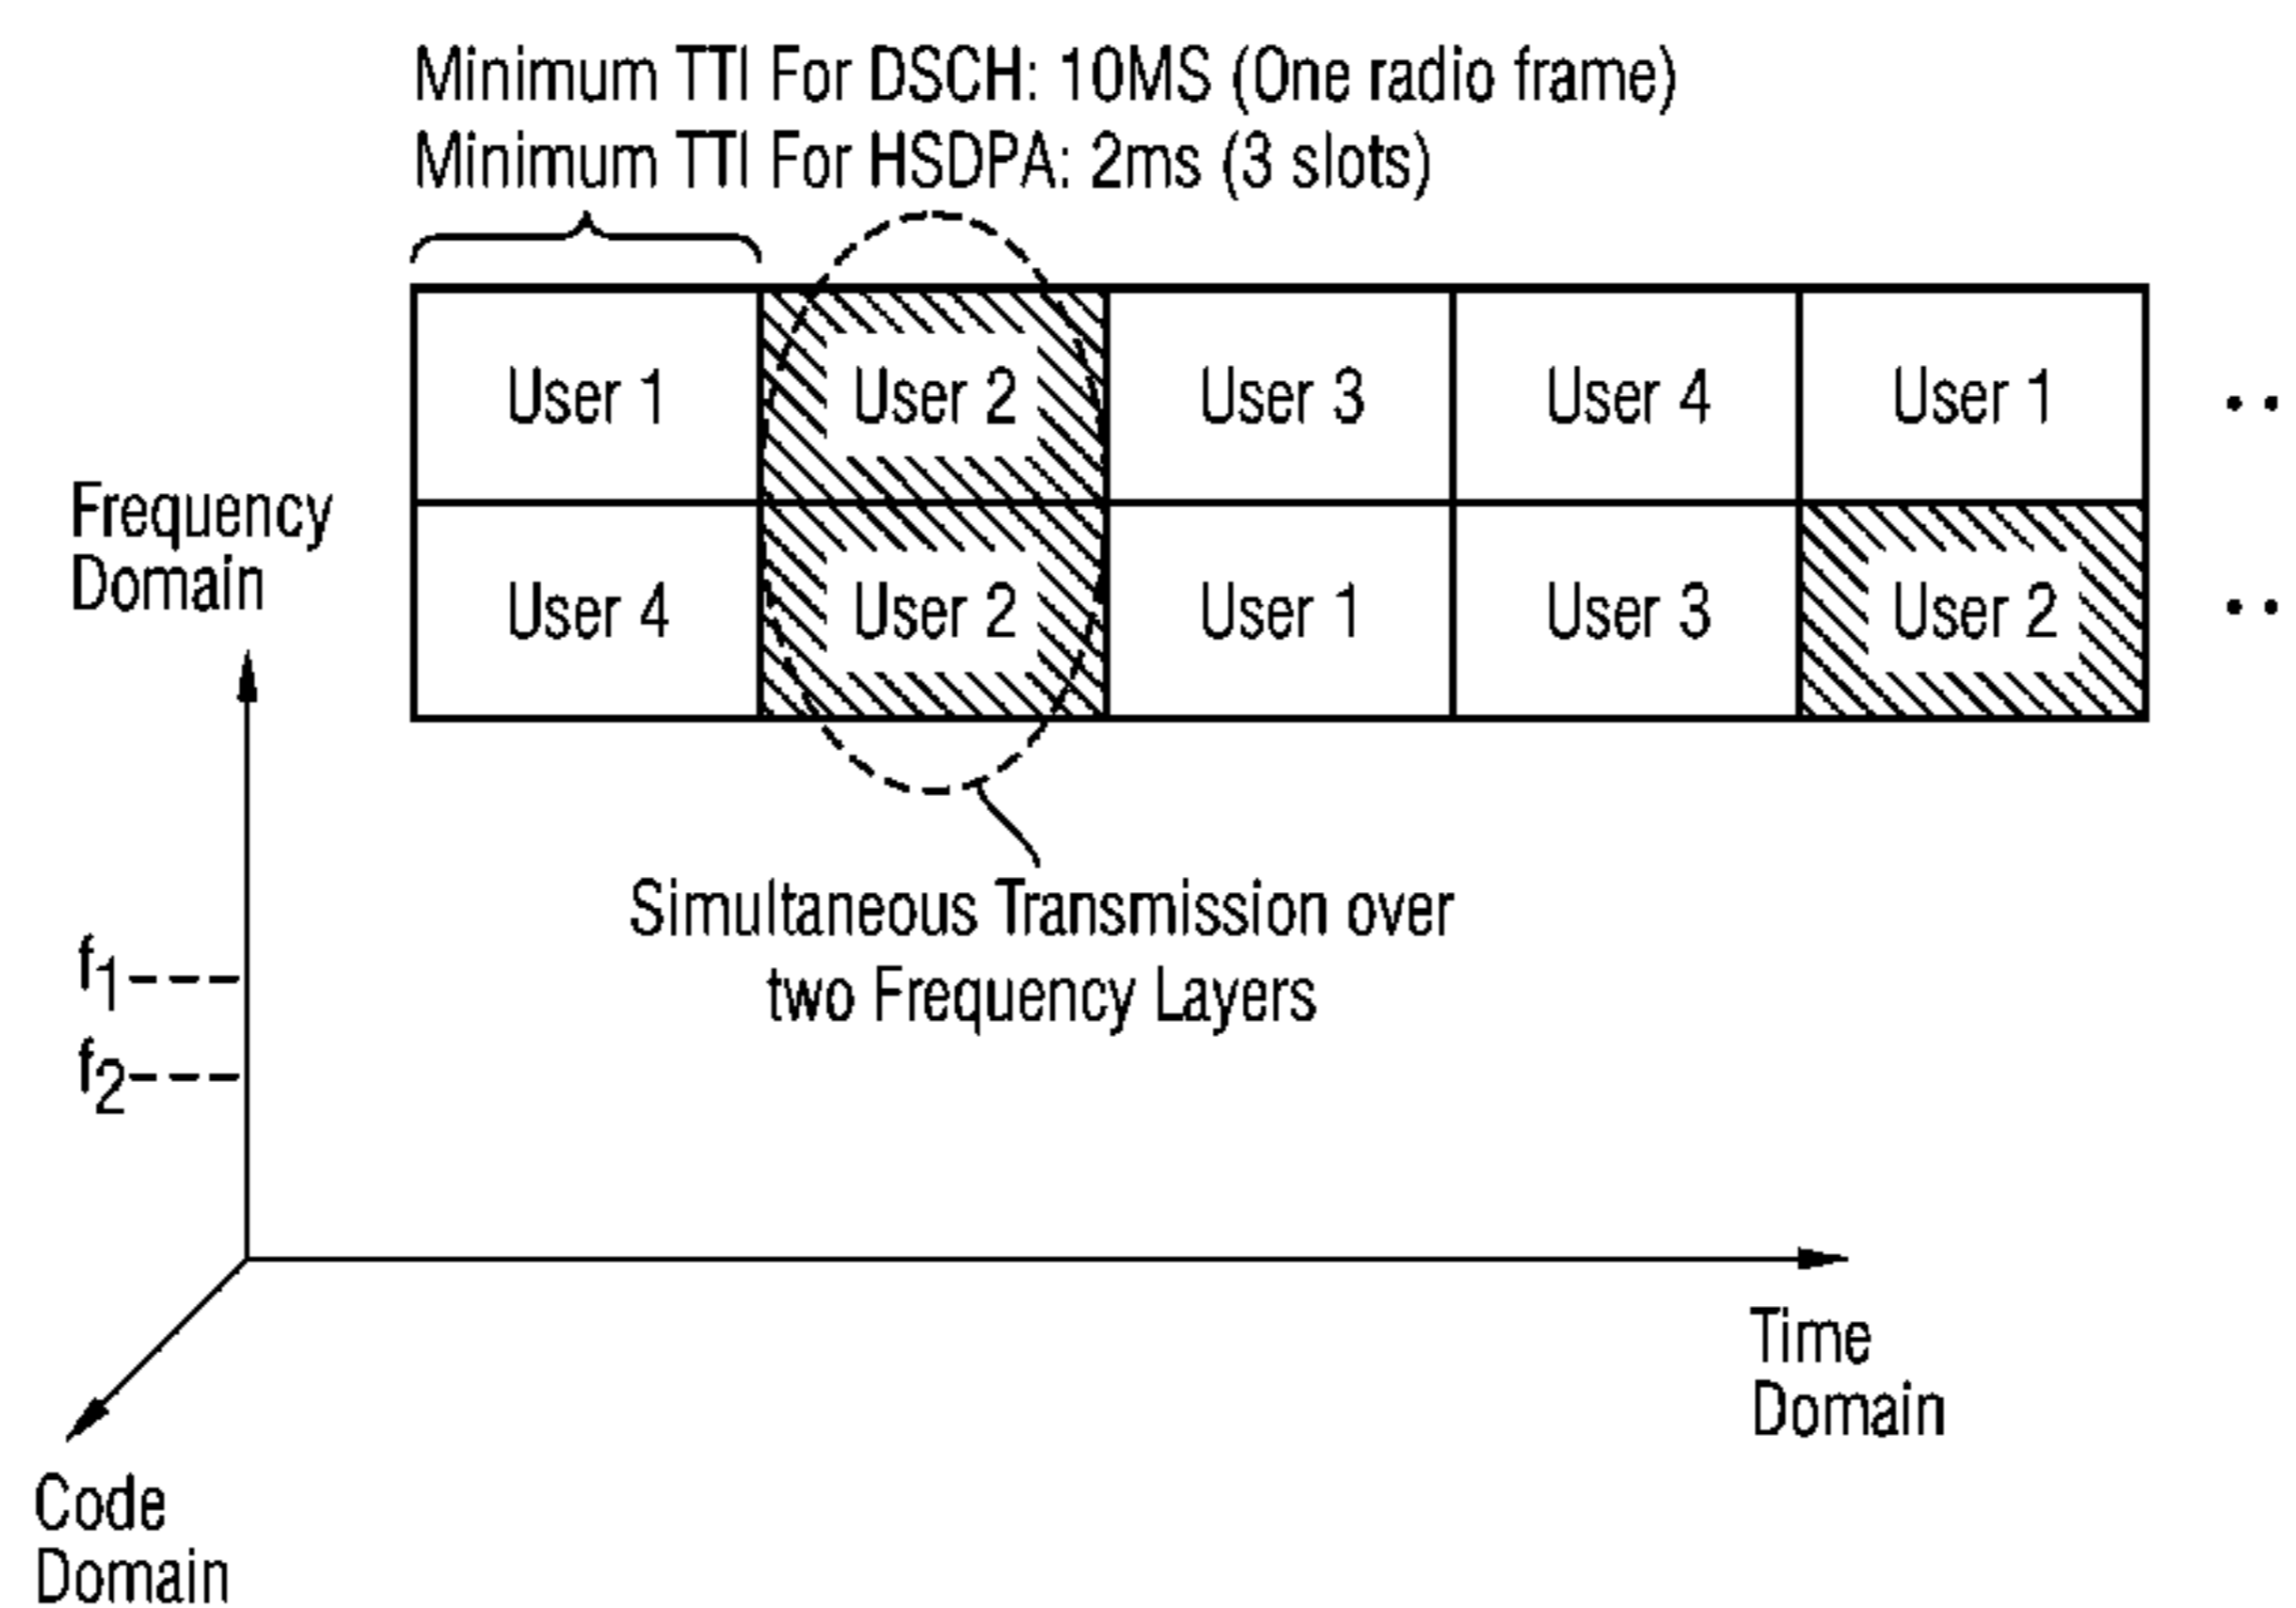 Minimum TTI For DSCH: 10MS (One radio frame)
Minimum TTI For HSDPA: 2ms (3 slots)
User 1 User 2 User 3 User 4 User 1 ..
User 4 User 2 User 1 User 3 User 2 ..
Frequency
Domain
Simultaneous Transmission over
two Frequency Layers
f1
f2
Time
Domain
Code
Domain